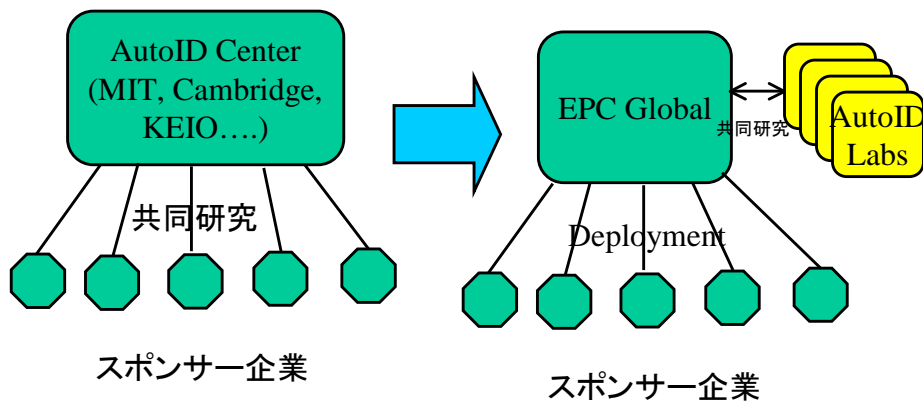 AutoID Center
(MIT, Cambridge,
KEIO….)
共同研究
スポンサー企業
EPC Global
共同研究
AutoID
Labs
Deployment
スポンサー企業